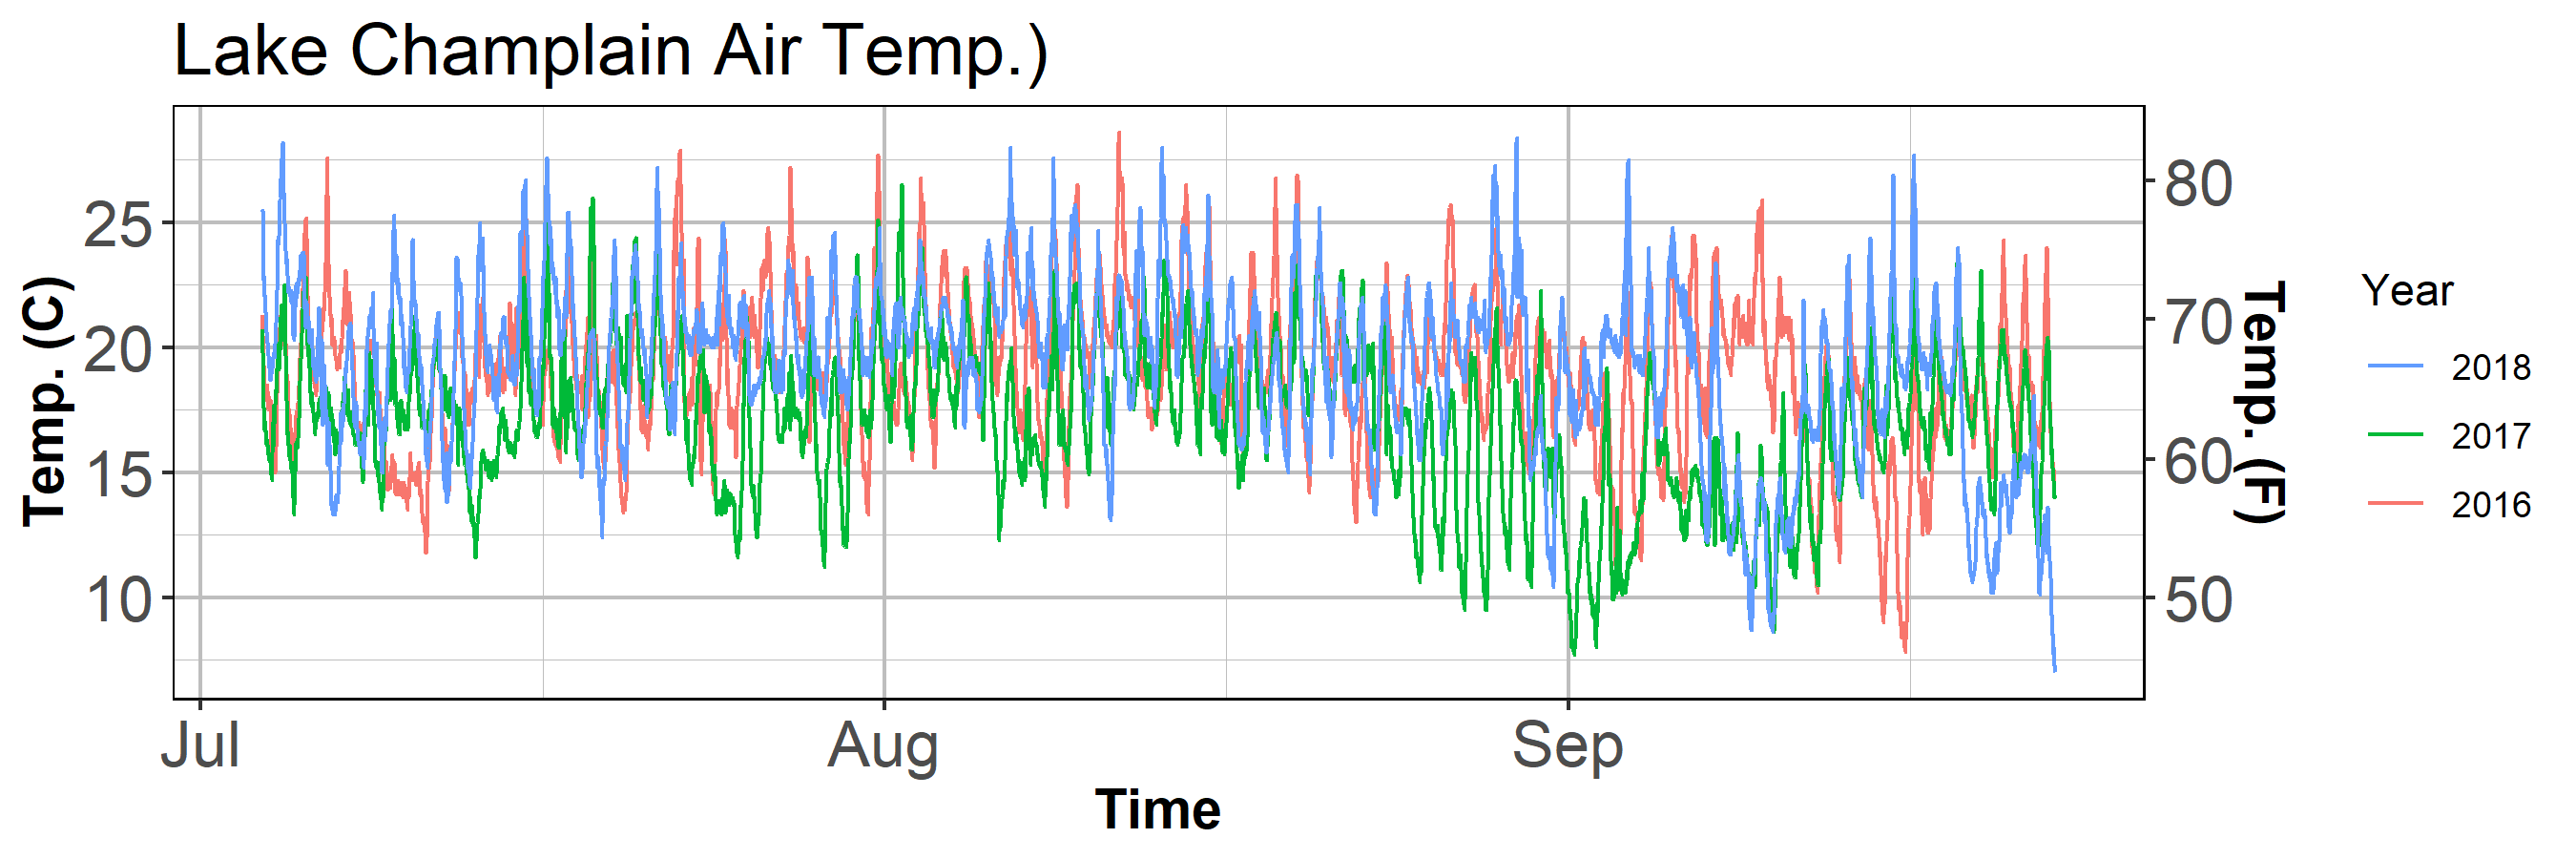 Lake Champlain Air Temp.)
Temp. (C)
25
20
15
10
80
70
60
50
Temp. (F)
Jul Aug Sep
Time
Year
2018
2017
2016